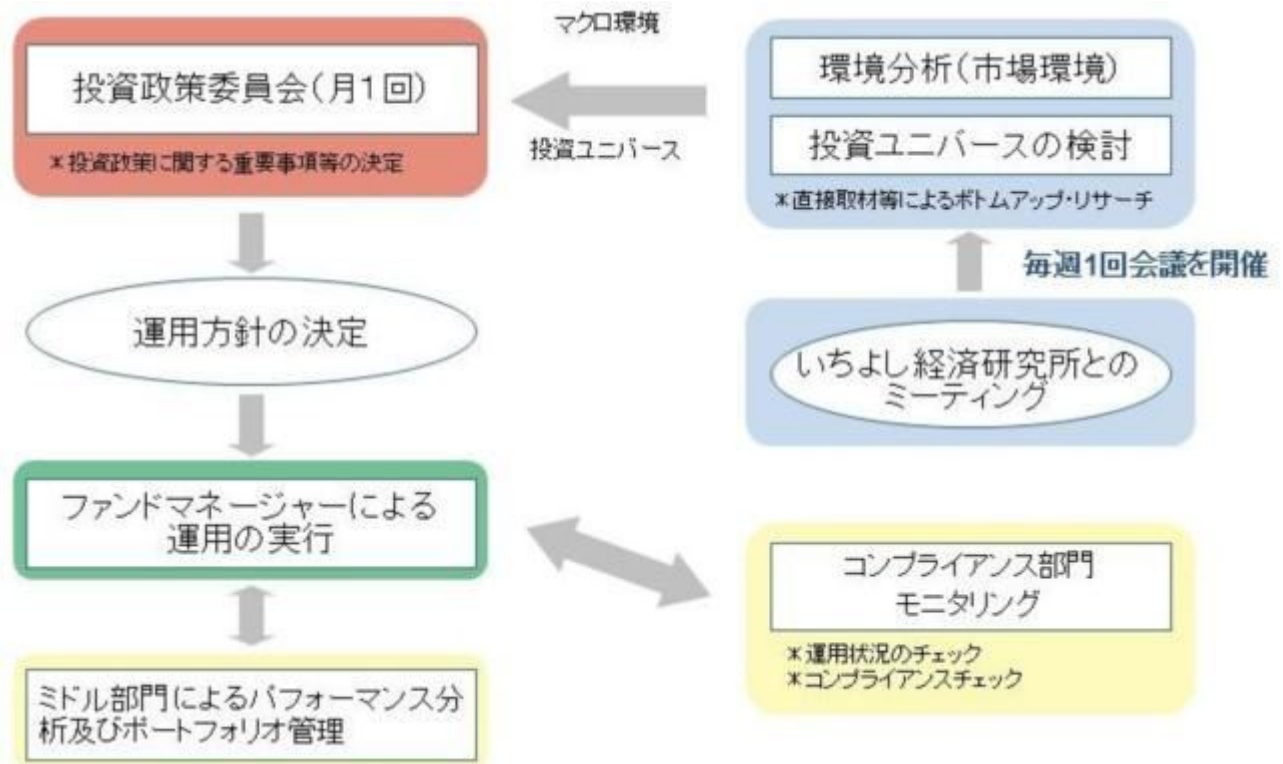 マクロ環境
投資政策委員会(月1回)
*投資政策に関する重要事項等の決定
投資ユニバース
環境分析(市場環境)
投資ユニバースの検討
*直接取材等によるボトムアップ・リサーチ
毎週1回会議を開催
いちよし経済研究所との
ミーティング
運用方針の決定
ファンドマネージャーによる
運用の実行
コンプライアンス部門
モニタリング
*運用状況のチェック
*コンプライアンスチェック
ミドル部門によるパフォーマンス分
析及びポートフォリオ管理